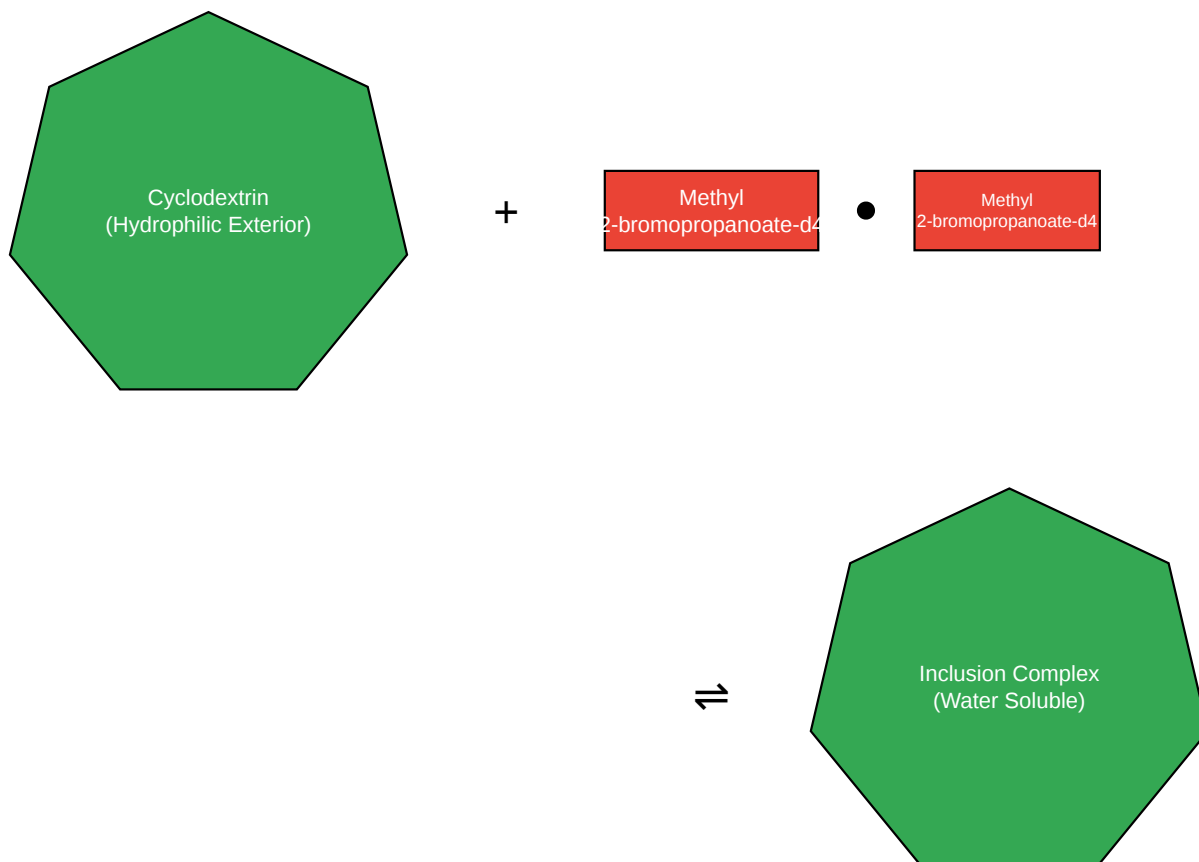 Cyclodextrin
(Hydrophilic Exterior)
+
Methyl
2-bromopropanoate-d4
●
Methyl
2-bromopropanoate-d4
⇌
Inclusion Complex
(Water Soluble)